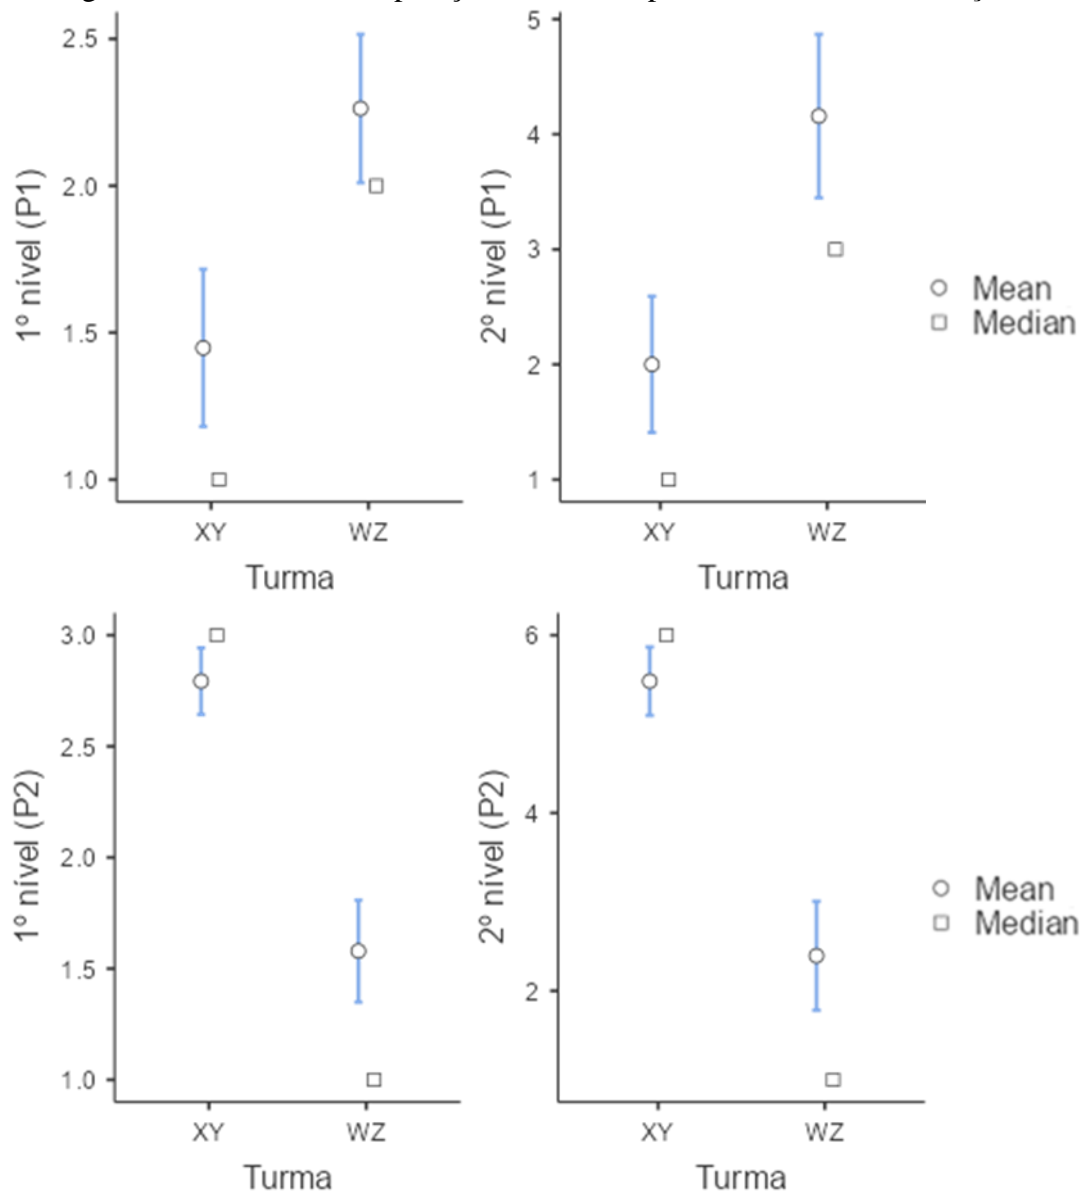 2.5
2.0
1.5
1.0
1º nível (P1)
XY WZ
Turma
5
4
3
2
1
2º nível (P1)
XY WZ
Turma
Mean
Median
3.0
2.5
2.0
1.5
1.0
1º nível (P2)
XY WZ
Turma
6
4
2
2º nível (P2)
XY WZ
Turma
Mean
Median